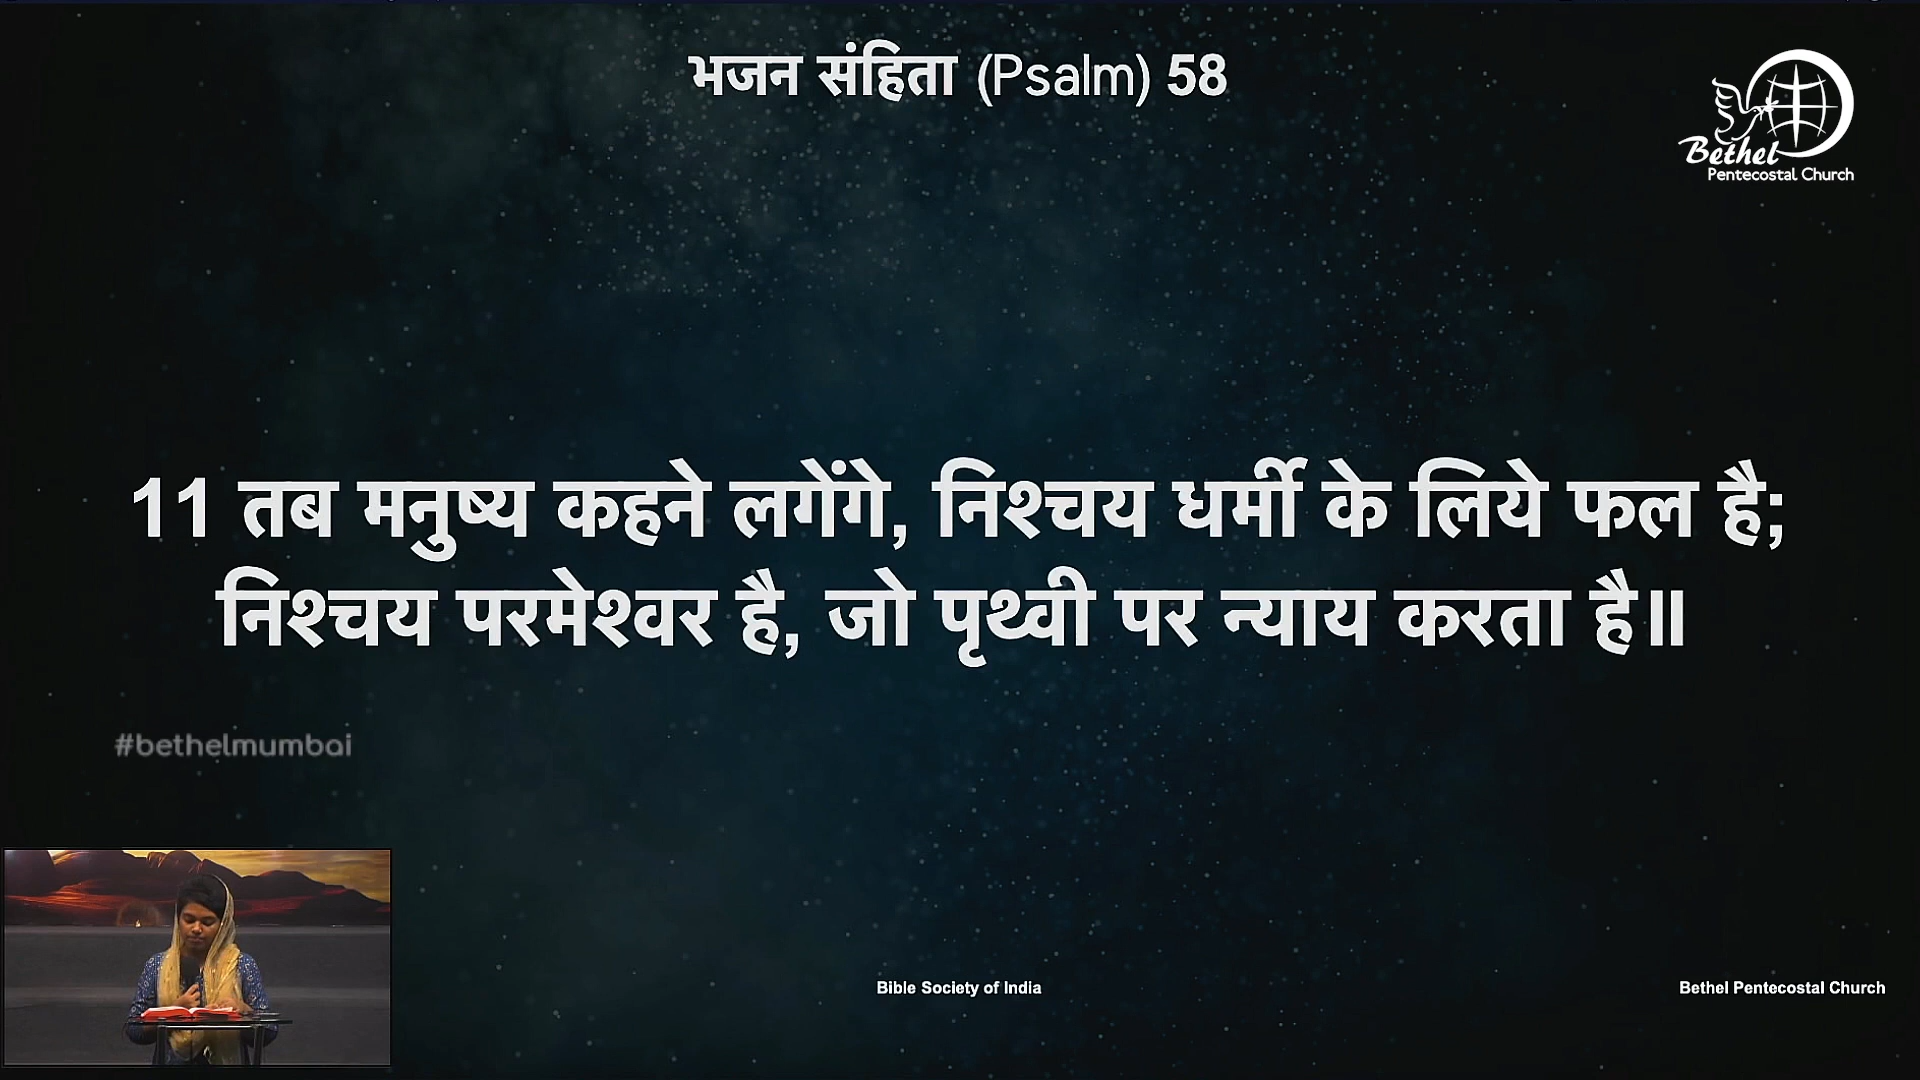 भजन संहिता (Psalm) 58
Bethel
Pentecostal Church
11 तब मनुष्य कहने लगेंगे, निश्चय धर्मी के लिये फल है;
निश्चय परमेश्वर है, जो पृथ्वी पर न्याय करता है॥
#bethelmumbai
Bible Society of India
Bethel Pentecostal Church